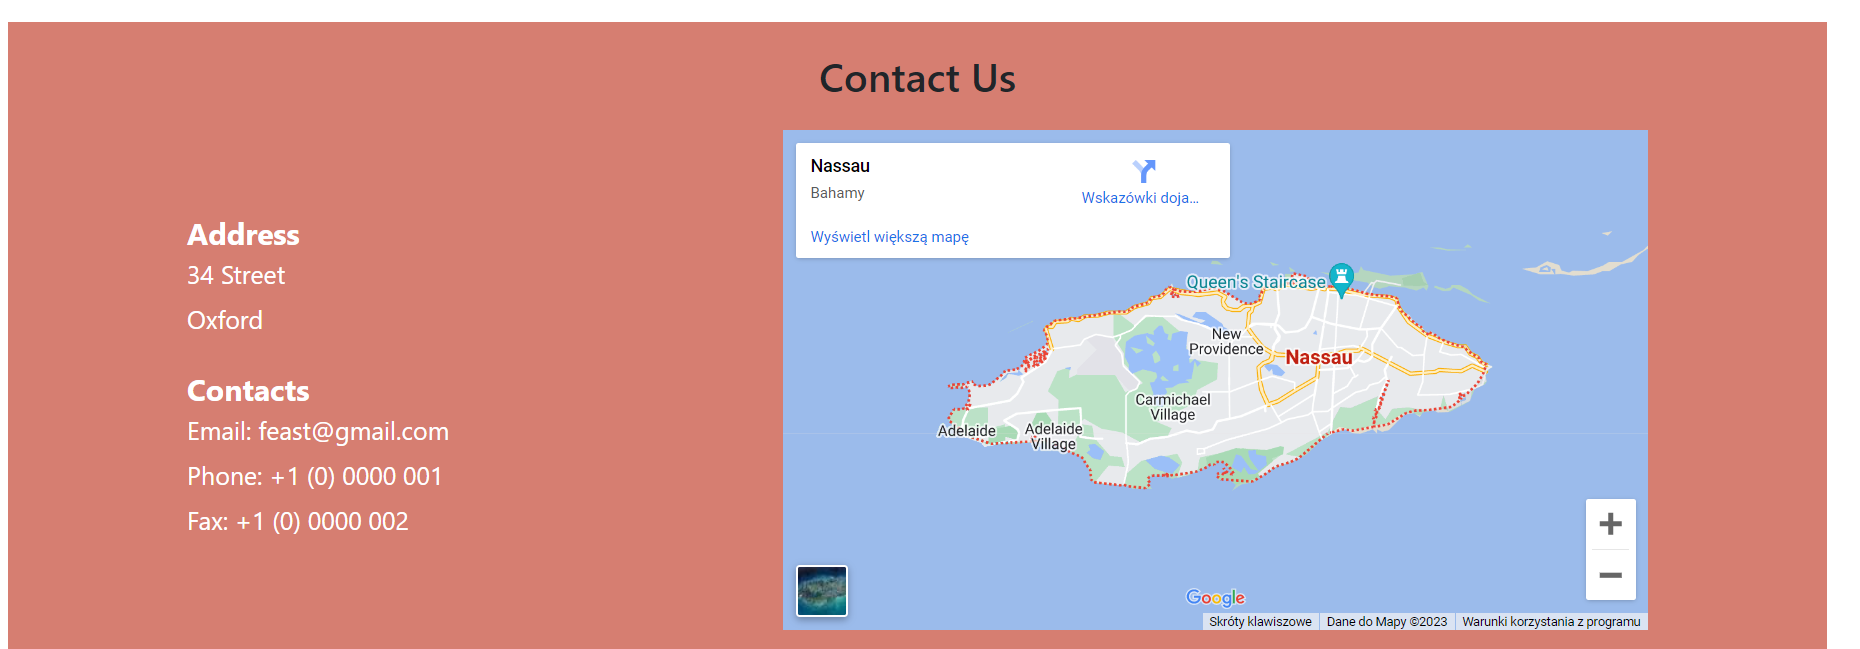 Contact Us
Address
34 Street
Oxford
Contacts
Email: feast@gmail.com
Phone: +1 (0) 0000 001
Fax: +1 (0) 0000 002
Nassau
Bahamy
Wskazówki doja...
Wyświetl większą mapę
Queen's Staircase
New
Providence
Nassau
Carmichael
Village
Adelaide
Adelaide
Village
Google
Skróty klawiszowe
Dane do Mapy ©2023
Warunki korzystania z programu